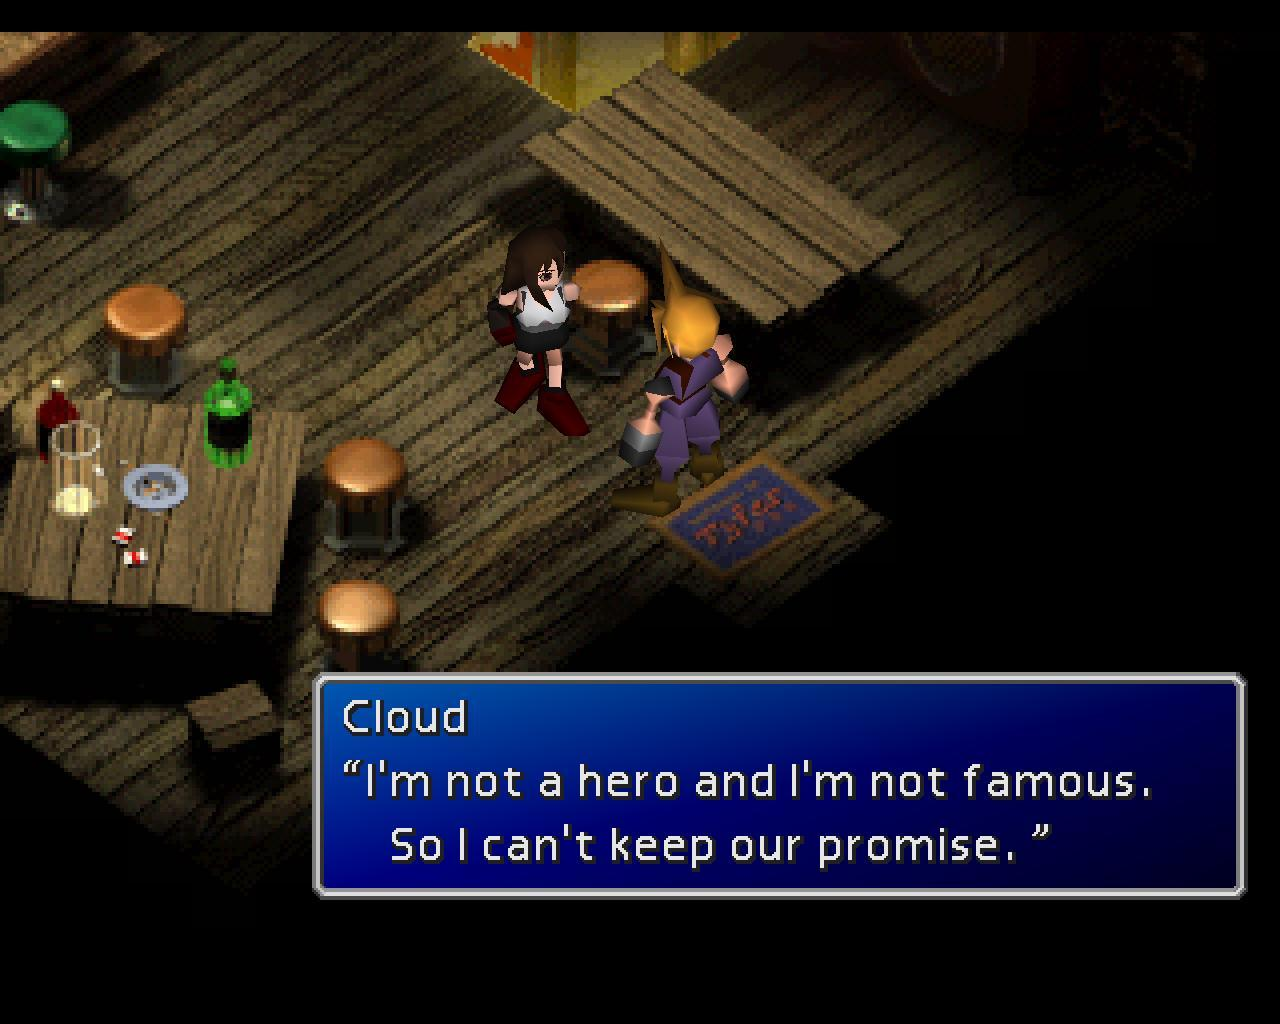 Cloud
“I'm not a hero and I'm not famous.
So I can't keep our promise. ”